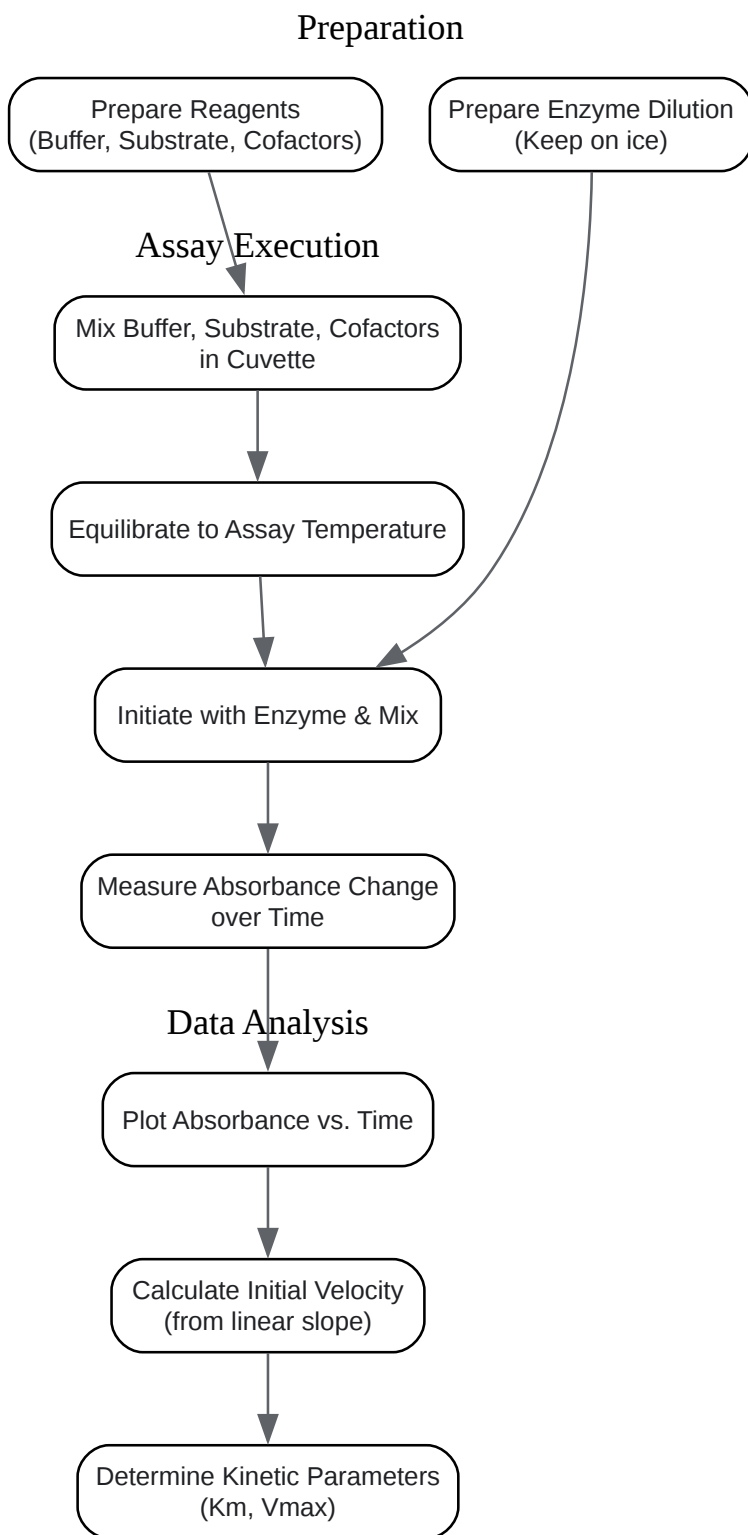 Preparation
Prepare Reagents
(Buffer, Substrate, Cofactors)
Prepare Enzyme Dilution
(Keep on ice)
Assay Execution
Mix Buffer, Substrate, Cofactors
in Cuvette
Equilibrate to Assay Temperature
Initiate with Enzyme & Mix
Measure Absorbance Change
over Time
Data Analysis
Plot Absorbance vs. Time
Calculate Initial Velocity
(from linear slope)
Determine Kinetic Parameters
(Km, Vmax)